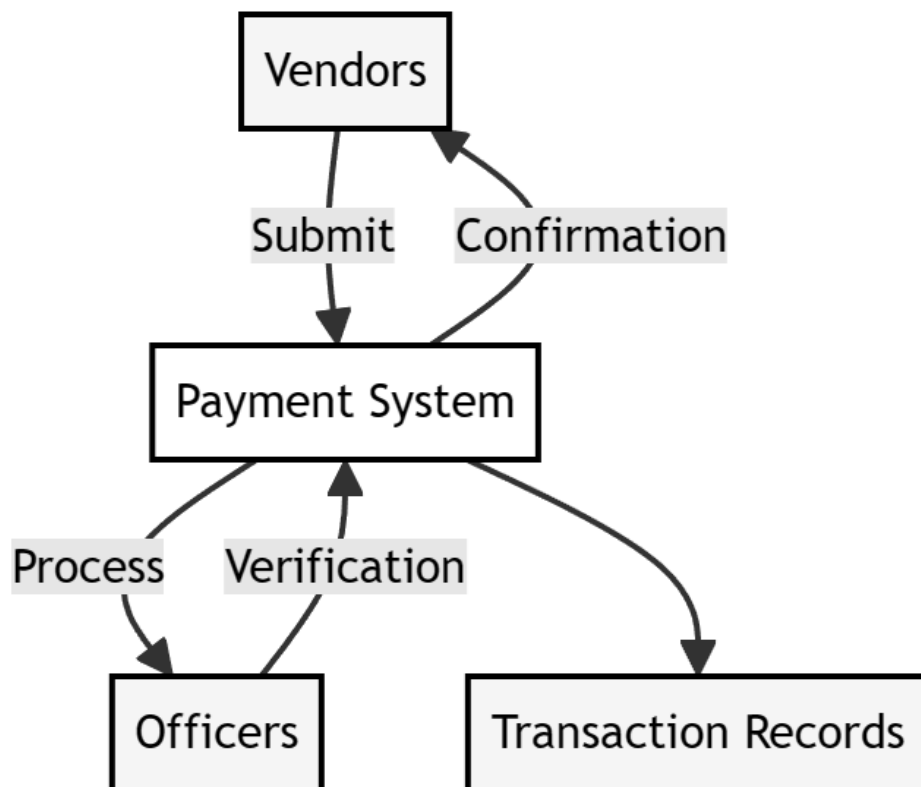 Vendors
Submit
Confirmation
Payment System
Process
Verification
Officers
Transaction Records